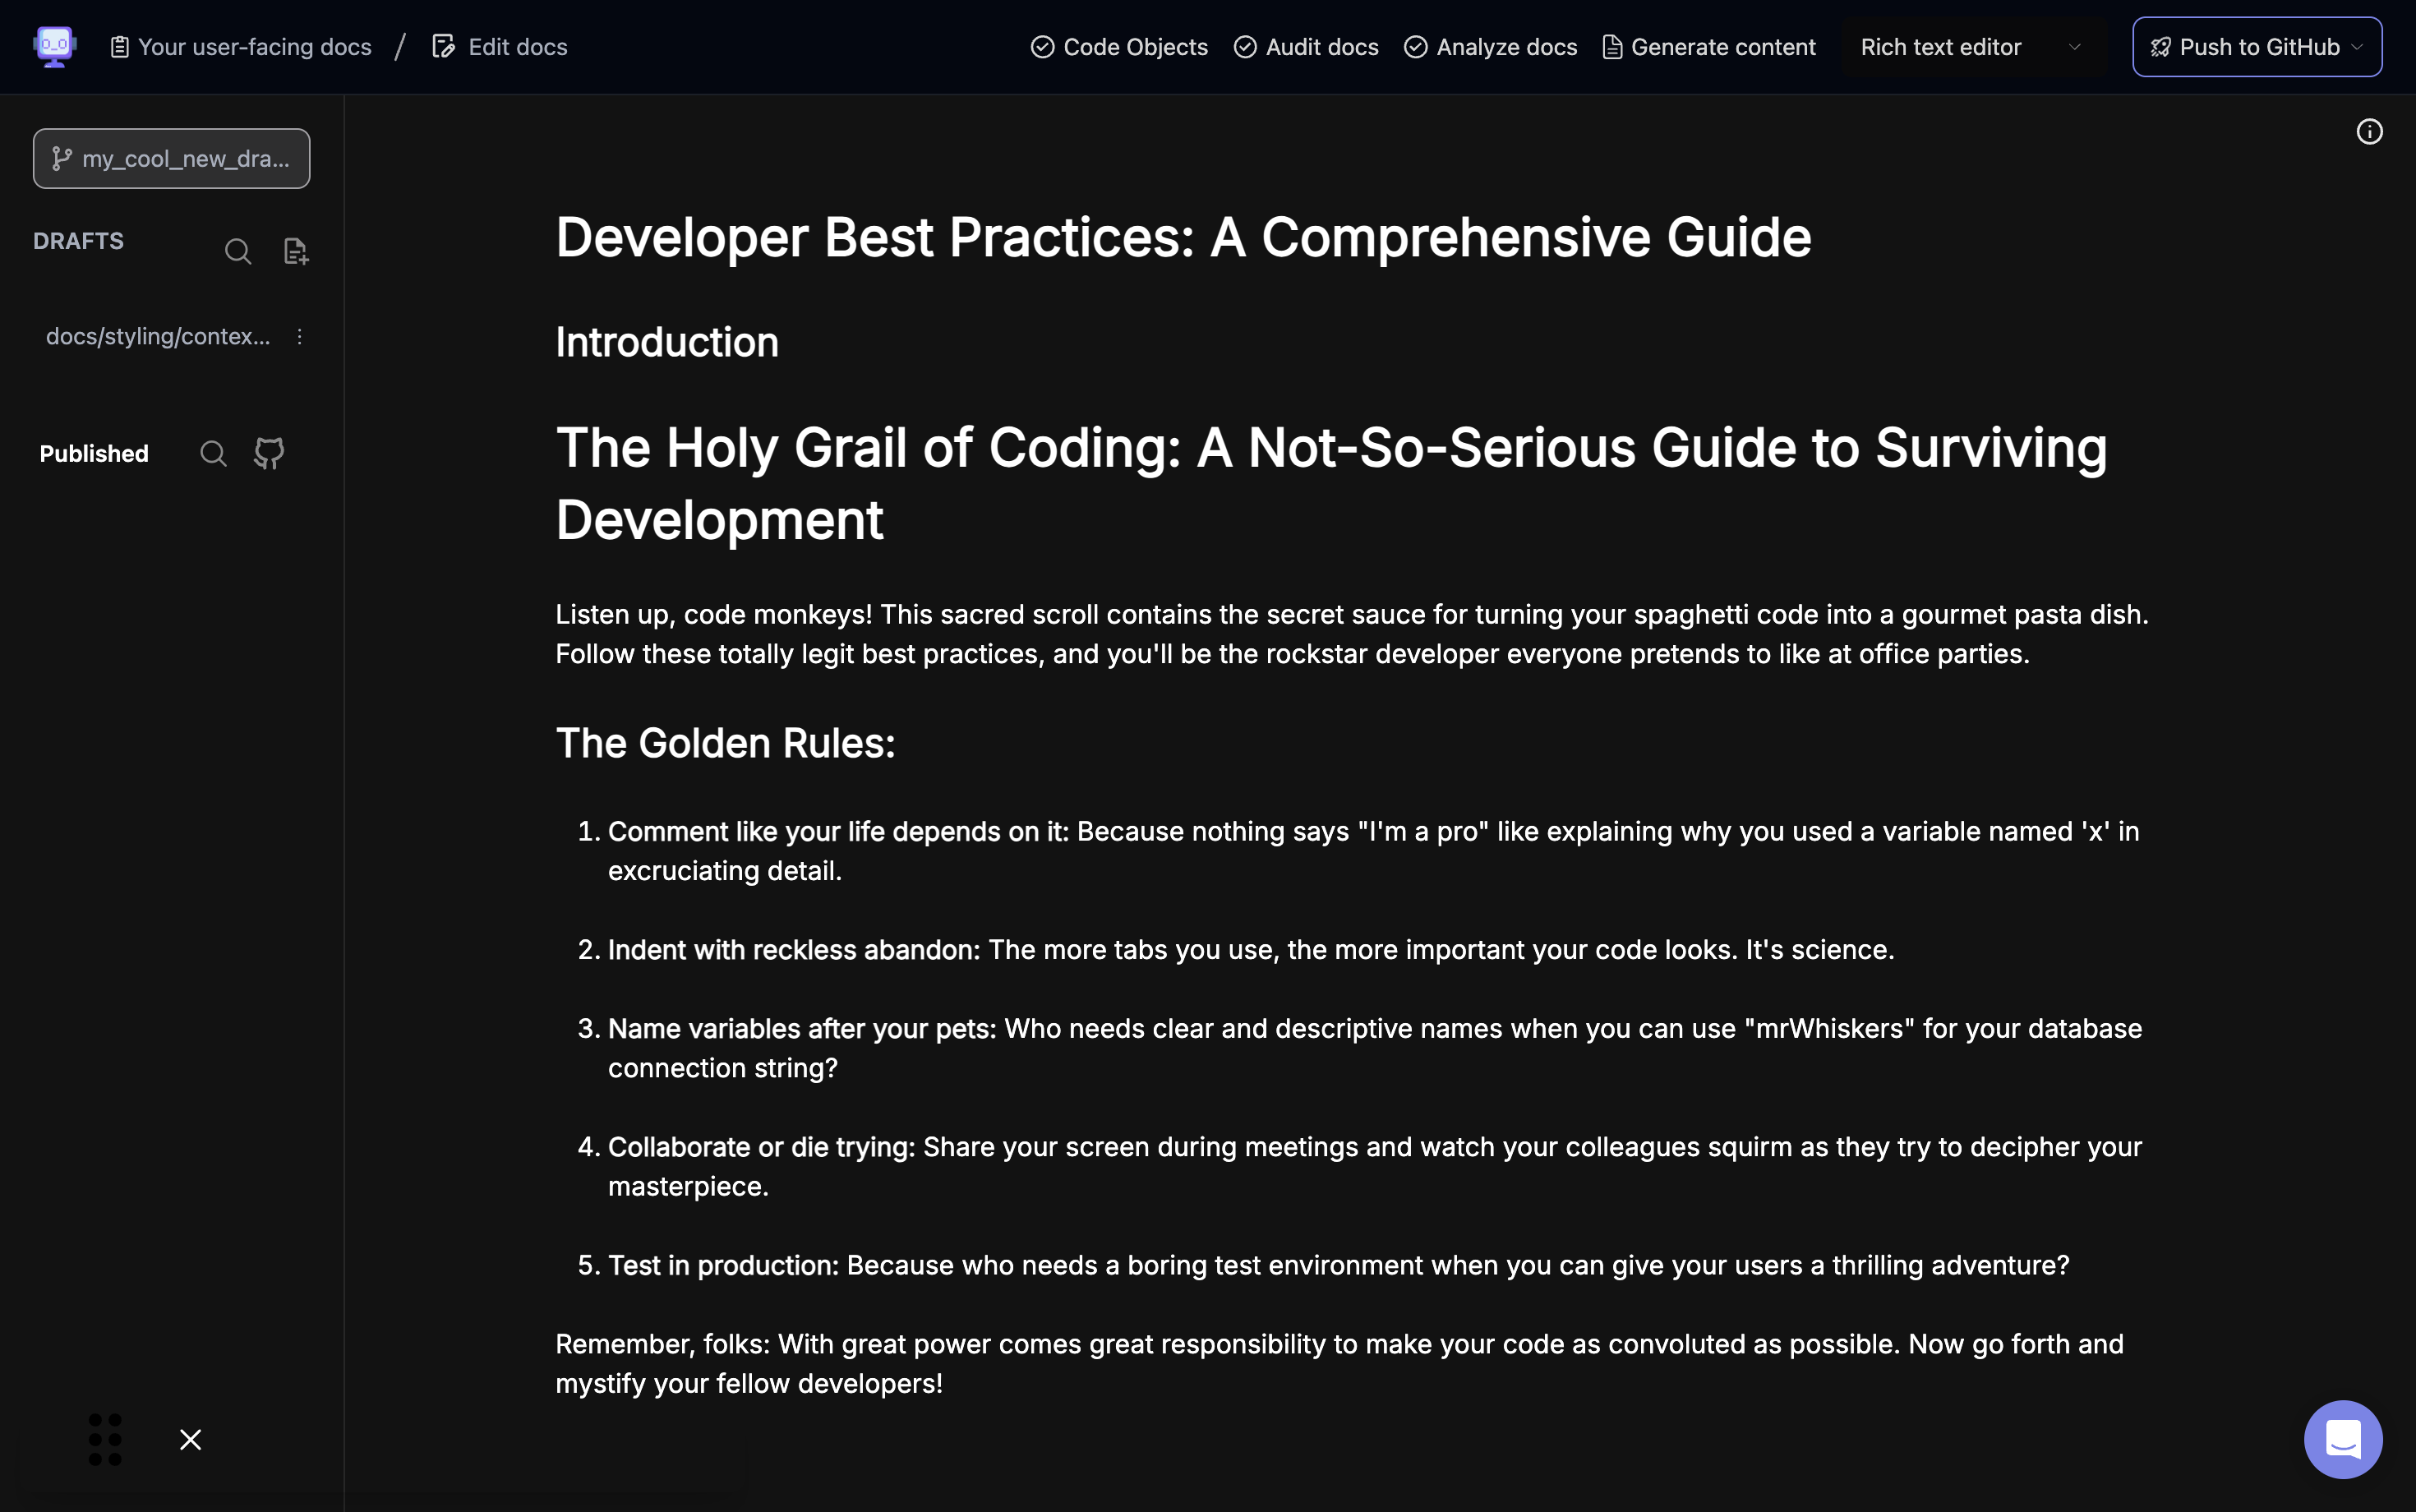 Your user-facing docs / Edit docs
Code Objects Audit docs Analyze docs Generate content Rich text editor Push to GitHub
my_cool_new_dra...
DRAFTS
docs/styling/contex...
Published
Developer Best Practices: A Comprehensive Guide
Introduction
The Holy Grail of Coding: A Not-So-Serious Guide to Surviving
Development
Listen up, code monkeys! This sacred scroll contains the secret sauce for turning your spaghetti code into a gourmet pasta dish.
Follow these totally legit best practices, and you'll be the rockstar developer everyone pretends to like at office parties.
The Golden Rules:
1. Comment like your life depends on it: Because nothing says "I'm a pro" like explaining why you used a variable named 'x' in
excruciating detail.
2. Indent with reckless abandon: The more tabs you use, the more important your code looks. It's science.
3. Name variables after your pets: Who needs clear and descriptive names when you can use "mrWhiskers" for your database
connection string?
4. Collaborate or die trying: Share your screen during meetings and watch your colleagues squirm as they try to decipher your
masterpiece.
5. Test in production: Because who needs a boring test environment when you can give your users a thrilling adventure?
Remember, folks: With great power comes great responsibility to make your code as convoluted as possible. Now go forth and
mystify your fellow developers!